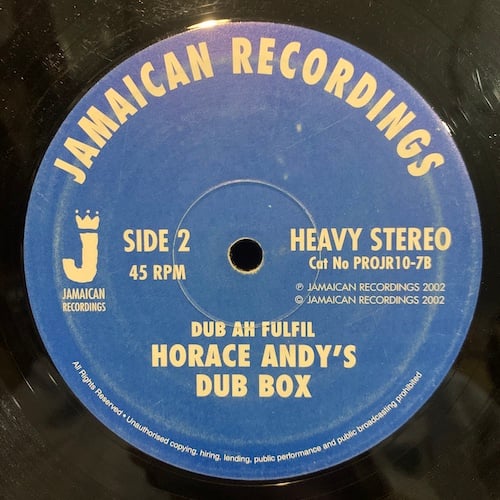 JAMAICAN RECORDINGS
SIDE 2
45 RPM
HEAVY STEREO
Cat No PROJR10-7B
J
JAMAICAN
RECORDINGS
℗ JAMAICAN RECORDINGS 2002
© JAMAICAN RECORDINGS 2002
DUB AH FULFIL
HORACE ANDY'S
DUB BOX
All Rights Reserved • Unauthorised copying, hiring, lending, public performance and public broadcasting prohibited